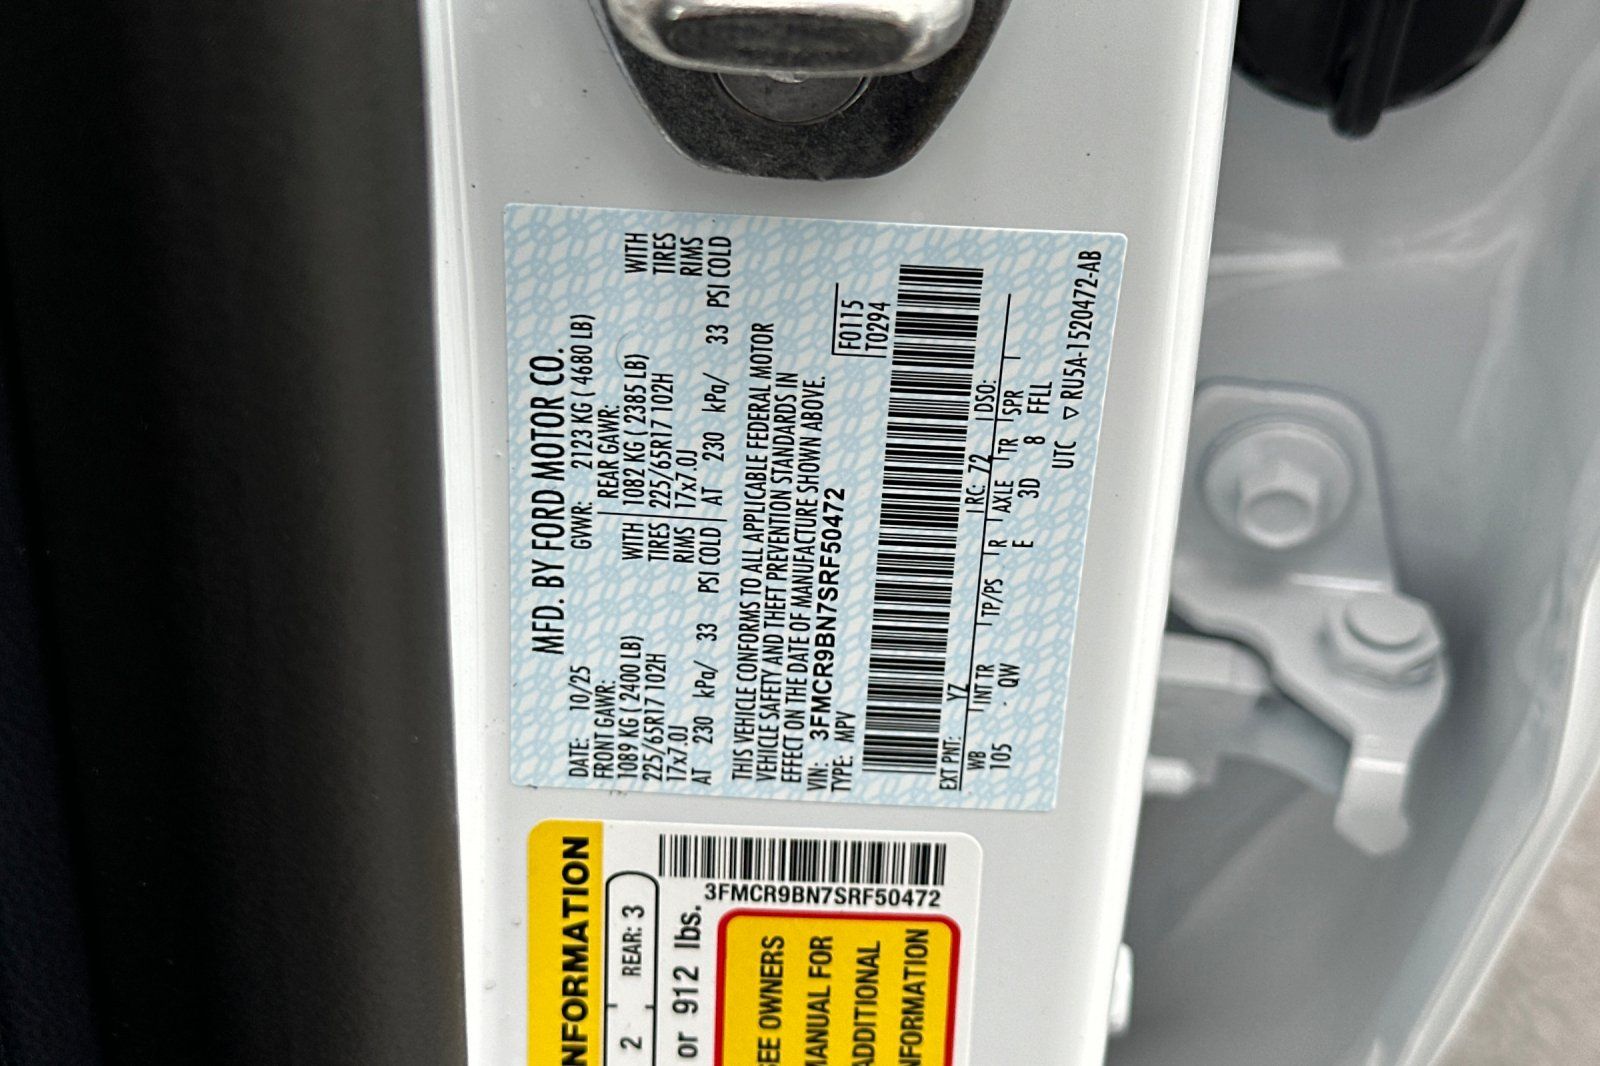 MFD. BY FORD MOTOR CO.
DATE: 10/25 GVWR: 2123 KG ( 4680 LB)
FRONT GAWR: REAR GAWR:
1089 KG ( 2400 LB) WITH 1082 KG ( 2385 LB) WITH
225/65R17 102H TIRES 225/65R17 102H TIRES
17x7.0J RIMS 17x7.0J RIMS
AT 230 kPa/ 33 PSI COLD AT 230 kPa/ 33 PSI COLD
THIS VEHICLE CONFORMS TO ALL APPLICABLE FEDERAL MOTOR
VEHICLE SAFETY AND THEFT PREVENTION STANDARDS IN
EFFECT ON THE DATE OF MANUFACTURE SHOWN ABOVE.
VIN: 3FMCR9BN7SRF50472
TYPE: MPV
F0115
T0294
EXT PNT: YZ RC: 72 DSO:
WB INT TR TP/PS R AXLE TR SPR
105 QW E 3D 8 FFLL
UTC ▽ RU5A-1520472-AB
NFORMATION
2 REAR: 3
or 912 lbs.
3FMCR9BN7SRF50472
SEE OWNERS
MANUAL FOR
ADDITIONAL
NFORMATION